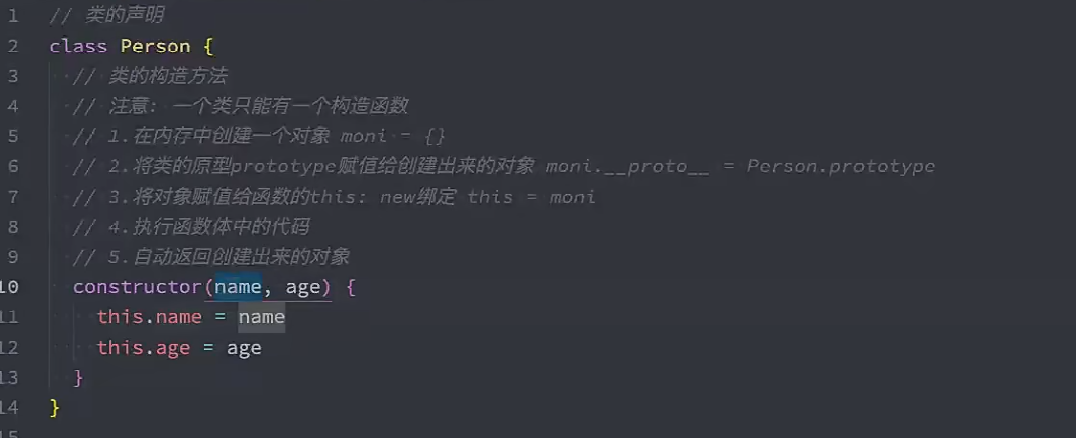 1 // 类的声明
2 class Person {
3 // 类的构造方法
4 // 注意: 一个类只能有一个构造函数
5 // 1.在内存中创建一个对象 moni = {}
6 // 2.将类的原型prototype赋值给创建出来的对象 moni.__proto__ = Person.prototype
7 // 3.将对象赋值给函数的this: new绑定 this = moni
8 // 4.执行函数体中的代码
9 // 5.自动返回创建出来的对象
10 constructor(name, age) {
11 this.name = name
12 this.age = age
13 }
14 }
15